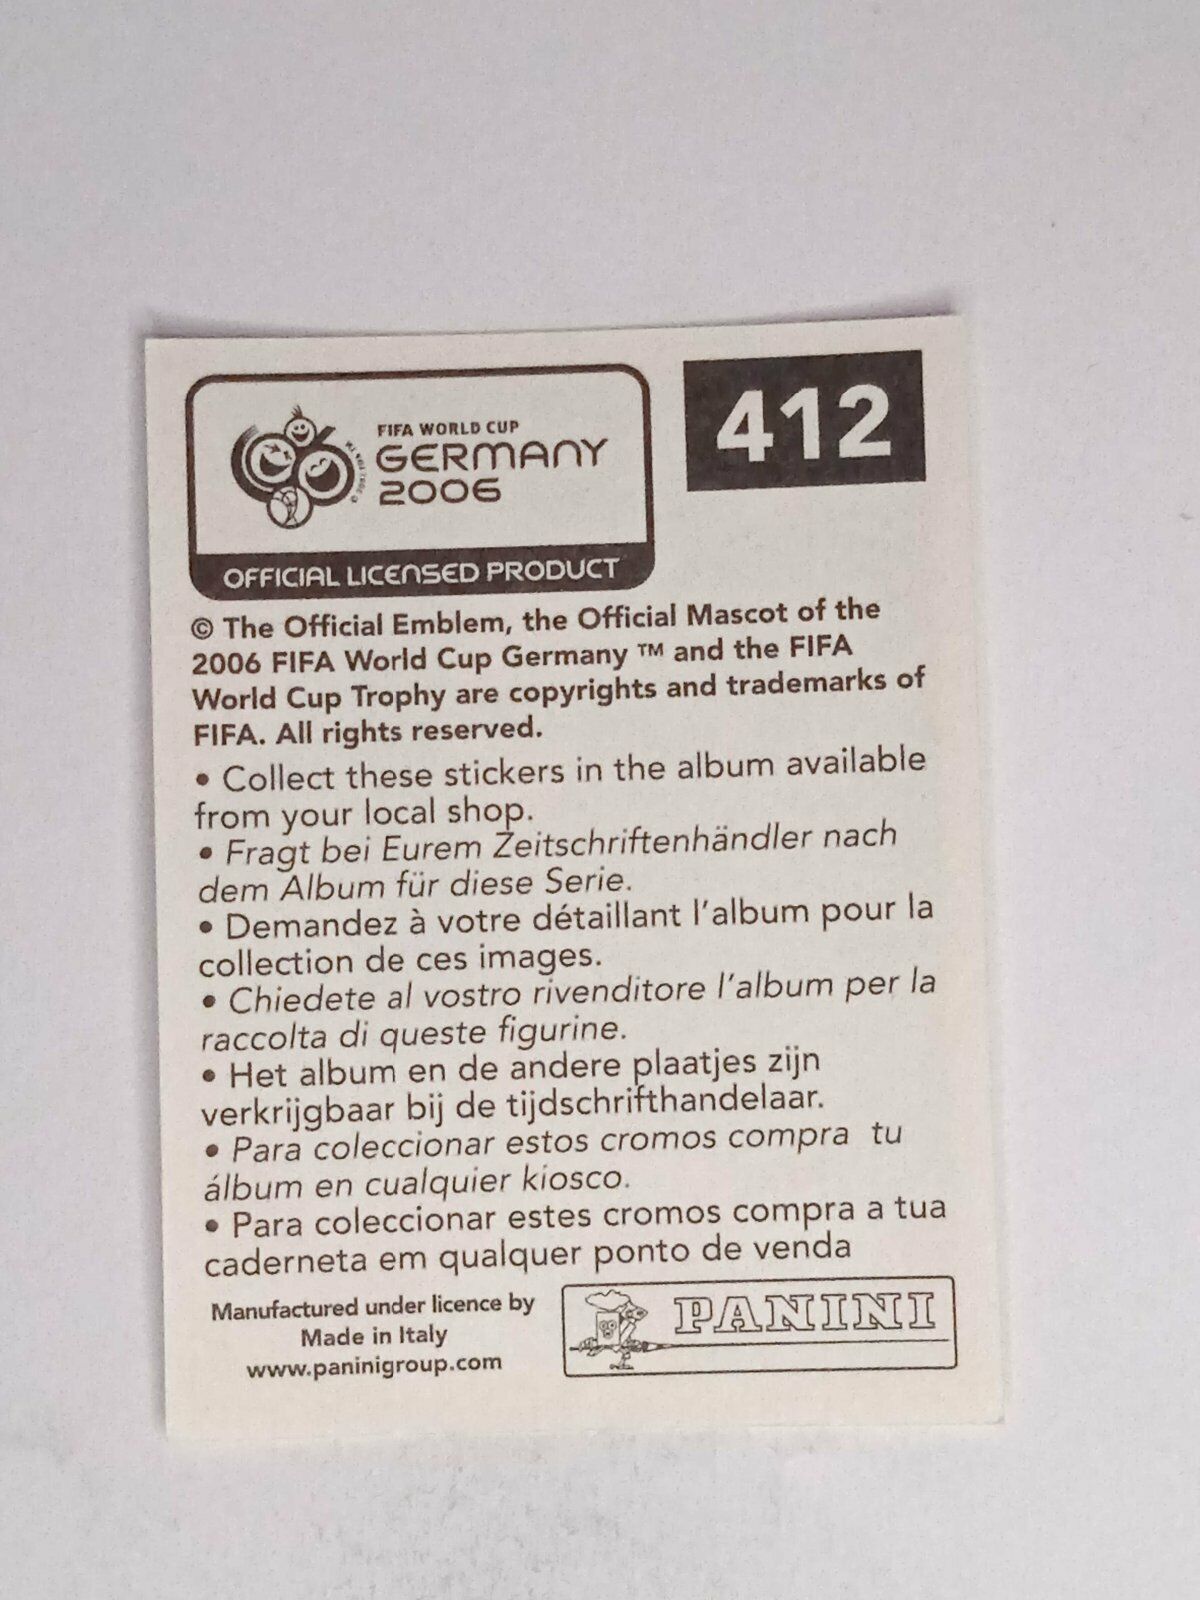 FIFA WORLD CUP
GERMANY
2006
412
OFFICIAL LICENSED PRODUCT
© The Official Emblem, the Official Mascot of the
2006 FIFA World Cup Germany ™ and the FIFA
World Cup Trophy are copyrights and trademarks of
FIFA. All rights reserved.
• Collect these stickers in the album available
from your local shop.
• Fragt bei Eurem Zeitschriftenhändler nach
dem Album für diese Serie.
• Demandez à votre détaillant l'album pour la
collection de ces images.
• Chiedete al vostro rivenditore l'album per la
raccolta di queste figurine.
• Het album en de andere plaatjes zijn
verkrijgbaar bij de tijdschrifthandelaar.
• Para coleccionar estos cromos compra tu
álbum en cualquier kiosco.
• Para coleccionar estes cromos compra a tua
caderneta em qualquer ponto de venda
Manufactured under licence by
Made in Italy
www.paninigroup.com
PANINI